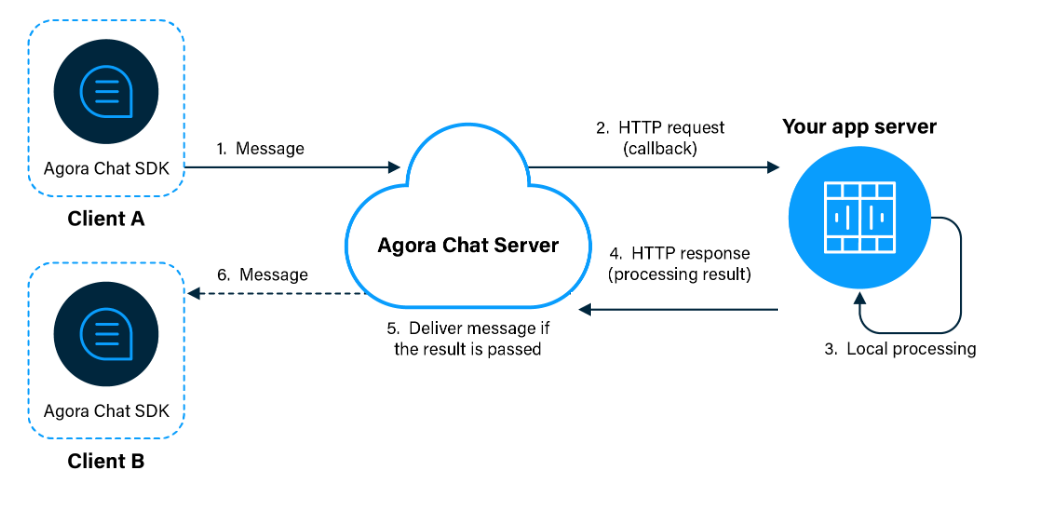 Agora Chat SDK
Client A
1. Message
2. HTTP request
(callback)
Your app server
Agora Chat Server
3. Local processing
4. HTTP response
(processing result)
5. Deliver message if
the result is passed
6. Message
Agora Chat SDK
Client B